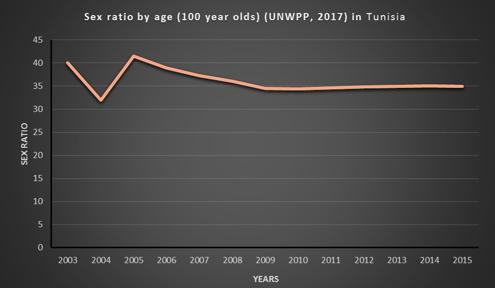 Sex ratio by age (100 year olds) (UNWPP, 2017) in Tunisia
45
40
35
30
25
20
15
10
5
0
SEX RATIO
2003 2004 2005 2006 2007 2008 2009 2010 2011 2012 2013 2014 2015
YEARS